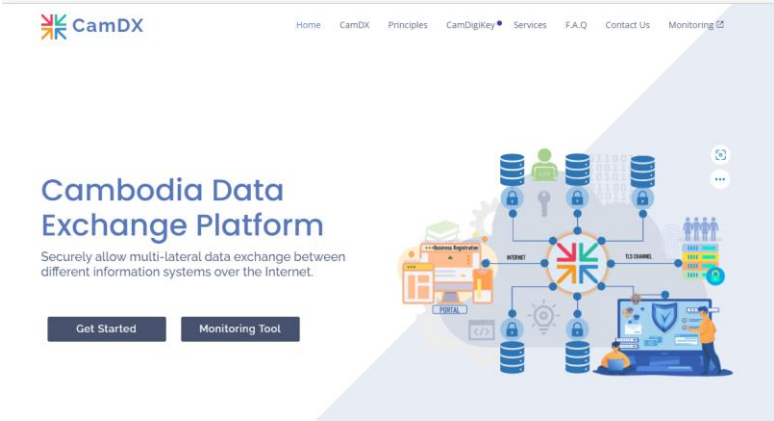 CamDX
Home CamDX Principles CamDigiKey Services F.A.Q Contact Us Monitoring
Cambodia Data
Exchange Platform
Securely allow multi-lateral data exchange between
different information systems over the Internet.
Get Started Monitoring Tool
Business Registration
INTERNET
TLS CHANNEL
PORTAL